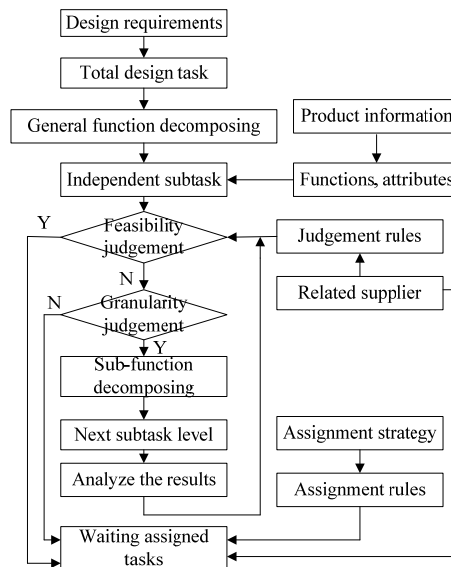 Design requirements
Total design task
General function decomposing
Product information
Independent subtask
Functions, attributes
Y
Feasibility
judgement
Judgement rules
N
Related supplier
N
Granularity
judgement
Y
Sub-function
decomposing
Next subtask level
Assignment strategy
Analyze the results
Assignment rules
Waiting assigned
tasks